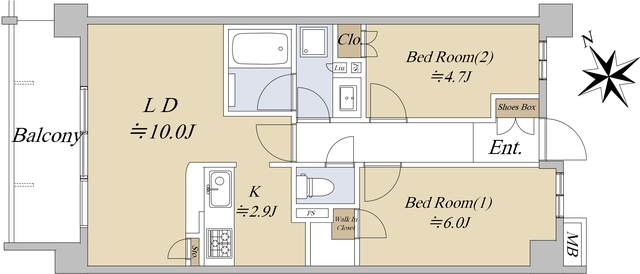 Balcony
L D
≒10.0J
K
≒2.9J
Sto
Clo.
Lin
Bed Room(2)
≒4.7J
Shoes Box
Ent.
PS
Walk In
Closet
Bed Room(1)
≒6.0J
MB
N